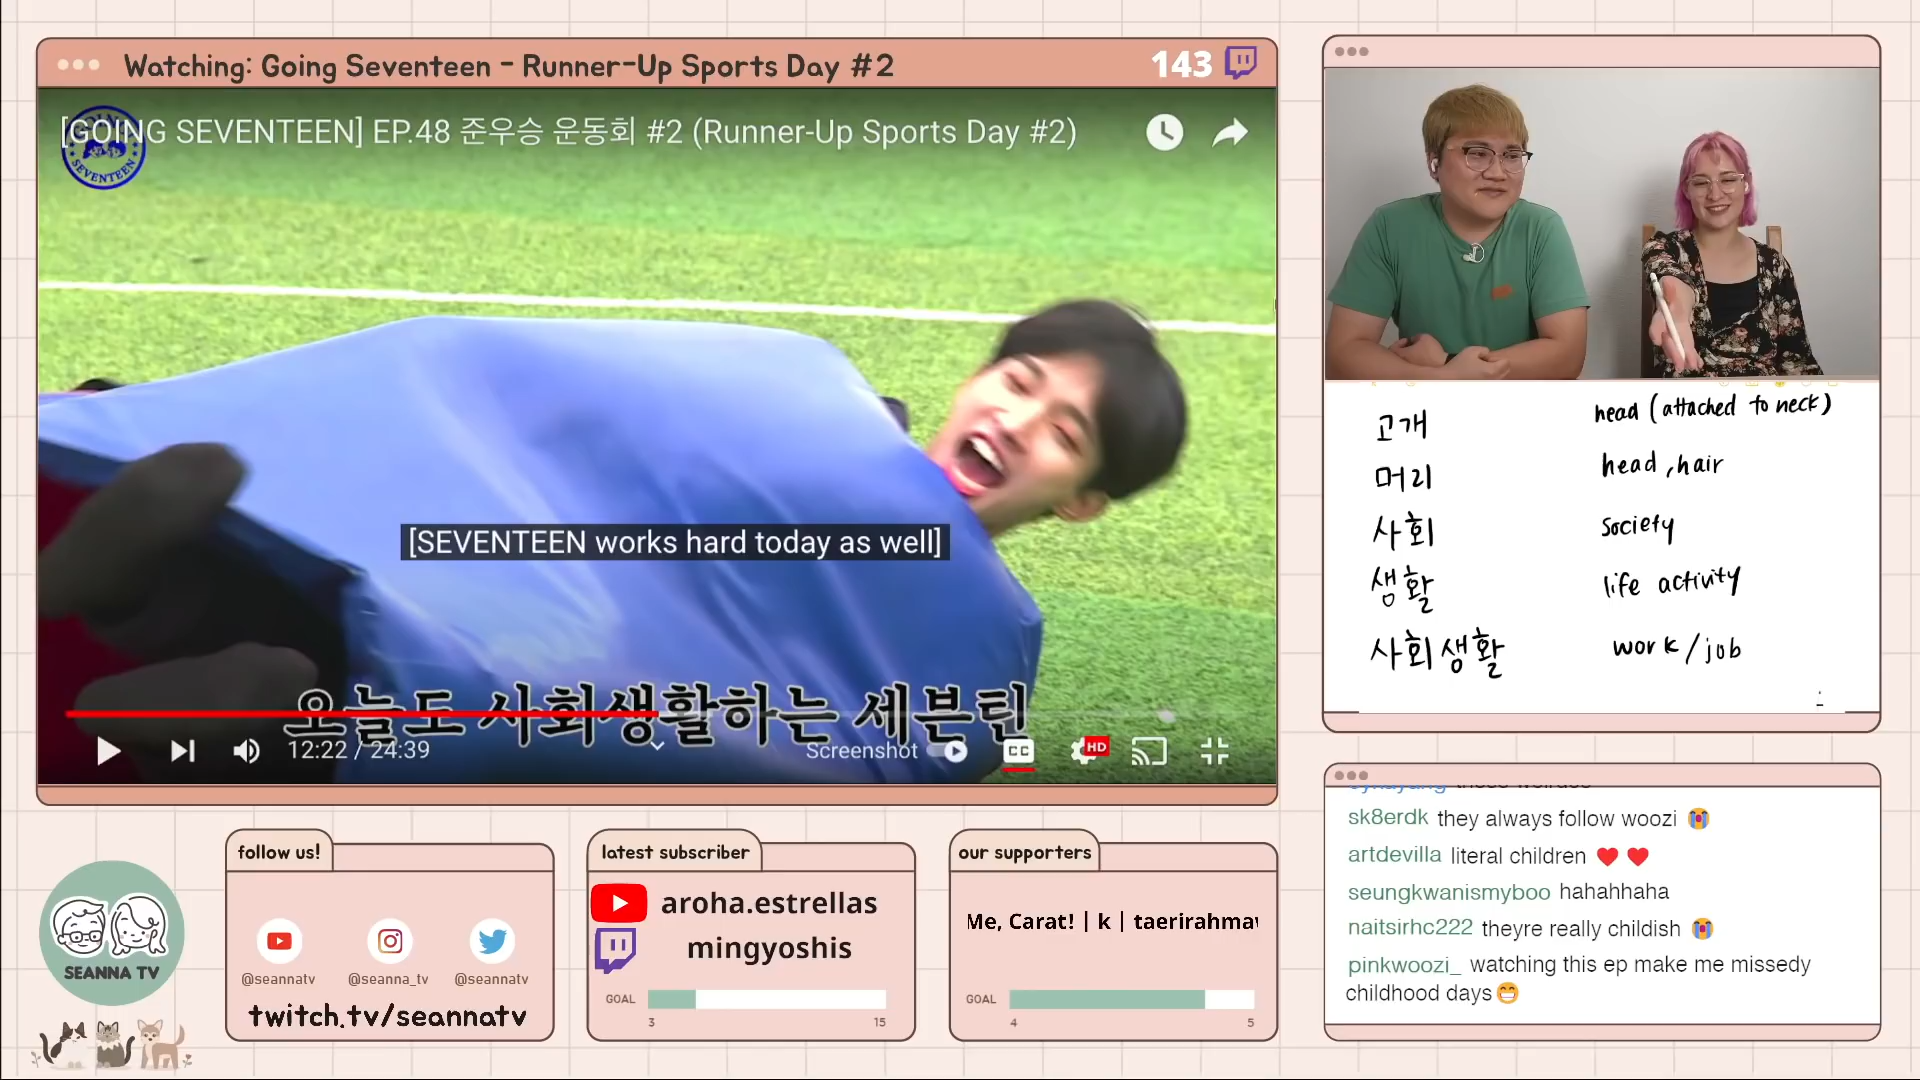 Watching: Going Seventeen - Runner-Up Sports Day #2
143
[GOING SEVENTEEN] EP.48 준우승 운동회 #2 (Runner-Up Sports Day #2)
SEVENTEEN
[SEVENTEEN works hard today as well]
오늘도 사회생활하는 세븐틴
12:22 / 24:39
Screenshot
CC
HD
고개 head (attached to neck)
머리 head, hair
사회 society
생활 life activity
사회생활 work/job
sk8erdk they always follow woozi 😭
artdevilla literal children ❤️ ❤️
seungkwanismyboo hahahhaha
naitsirhc222 theyre really childish 😭
pinkwoozi_ watching this ep make me missedy
childhood days😁
SEANNA TV
follow us!
@seannatv @seanna_tv @seannatv
twitch.tv/seannatv
latest subscriber
aroha.estrellas
mingyoshis
GOAL
3 15
our supporters
Me, Carat! | k | taerirahma
GOAL
4 5